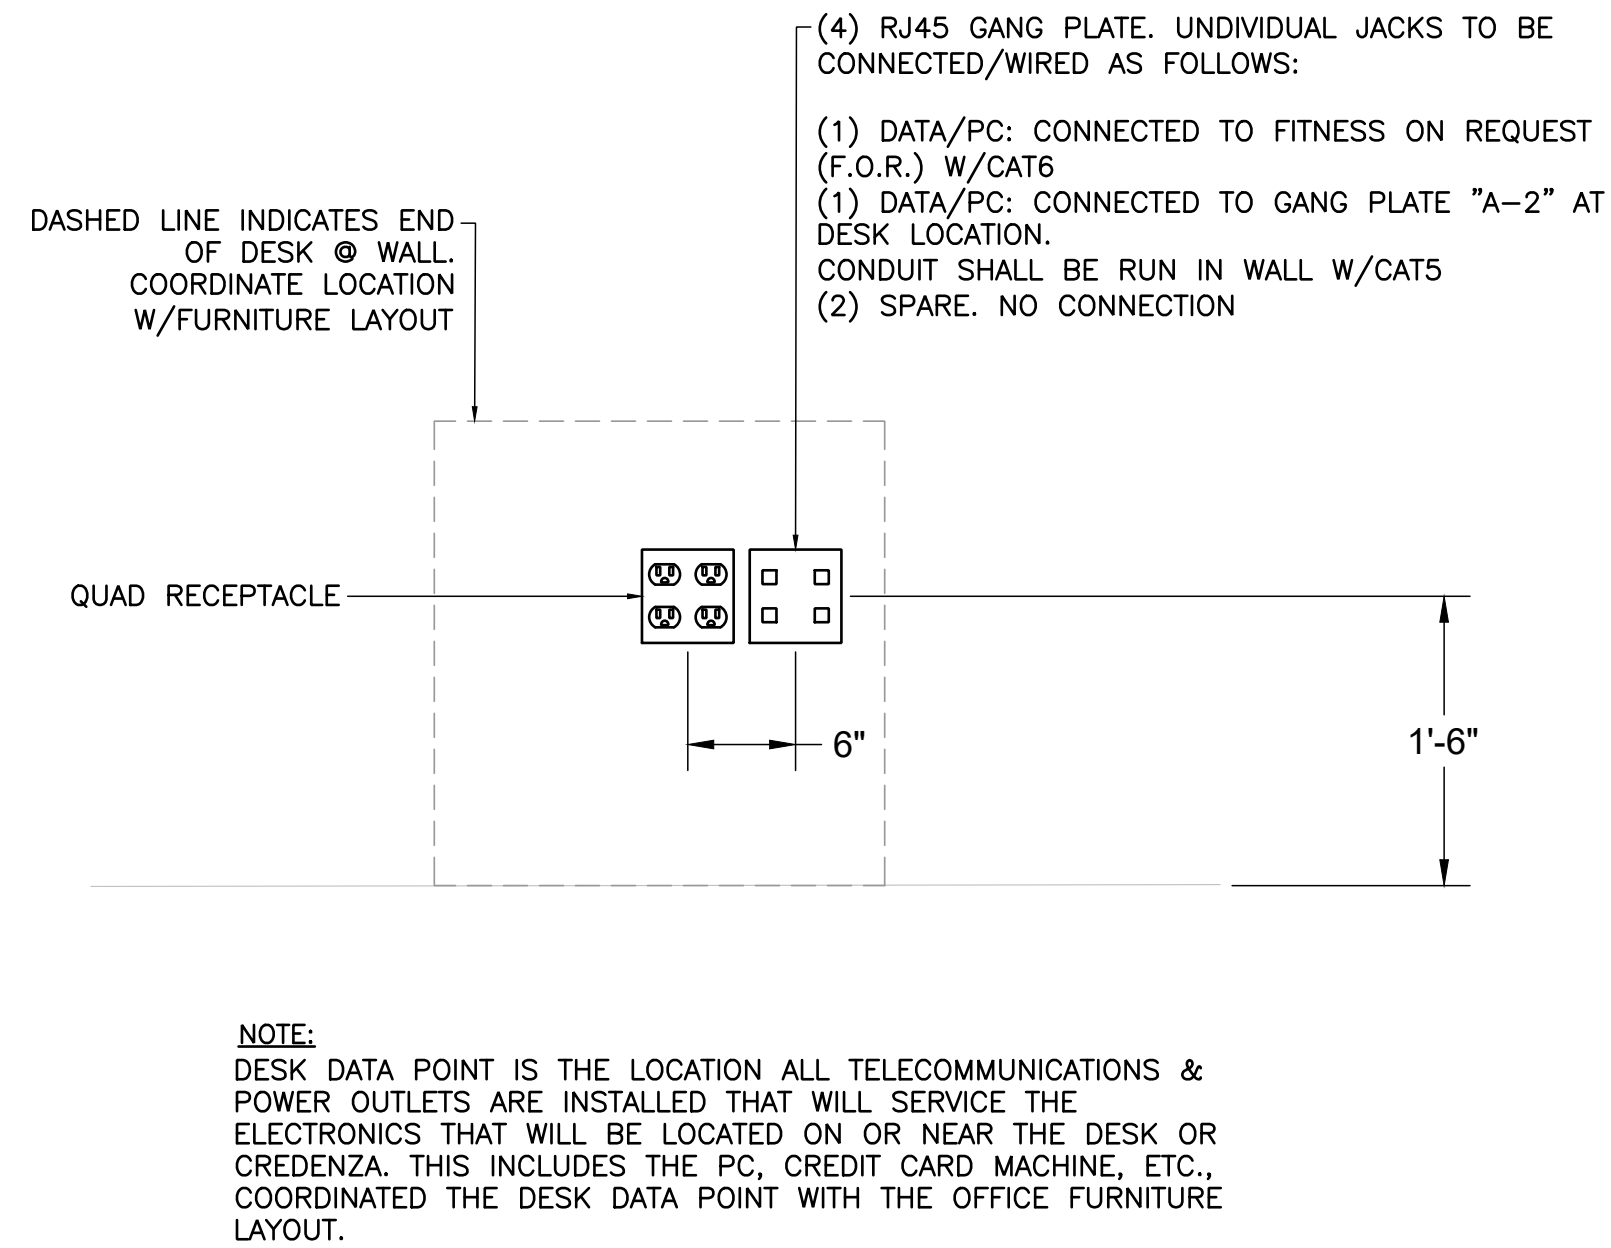 (4) RJ45 GANG PLATE. UNDIVIDUAL JACKS TO BE
CONNECTED/WIRED AS FOLLOWS:
(1) DATA/PC: CONNECTED TO FITNESS ON REQUEST
(F.O.R.) W/CAT6
(1) DATA/PC: CONNECTED TO GANG PLATE "A-2" AT
DESK LOCATION.
CONDUIT SHALL BE RUN IN WALL W/CAT5
(2) SPARE. NO CONNECTION
DASHED LINE INDICATES END
OF DESK @ WALL.
COORDINATE LOCATION
W/FURNITURE LAYOUT
QUAD RECEPTACLE
6"
1'-6"
NOTE:
DESK DATA POINT IS THE LOCATION ALL TELECOMMUNICATIONS &
POWER OUTLETS ARE INSTALLED THAT WILL SERVICE THE
ELECTRONICS THAT WILL BE LOCATED ON OR NEAR THE DESK OR
CREDENZA. THIS INCLUDES THE PC, CREDIT CARD MACHINE, ETC.,
COORDINATED THE DESK DATA POINT WITH THE OFFICE FURNITURE
LAYOUT.